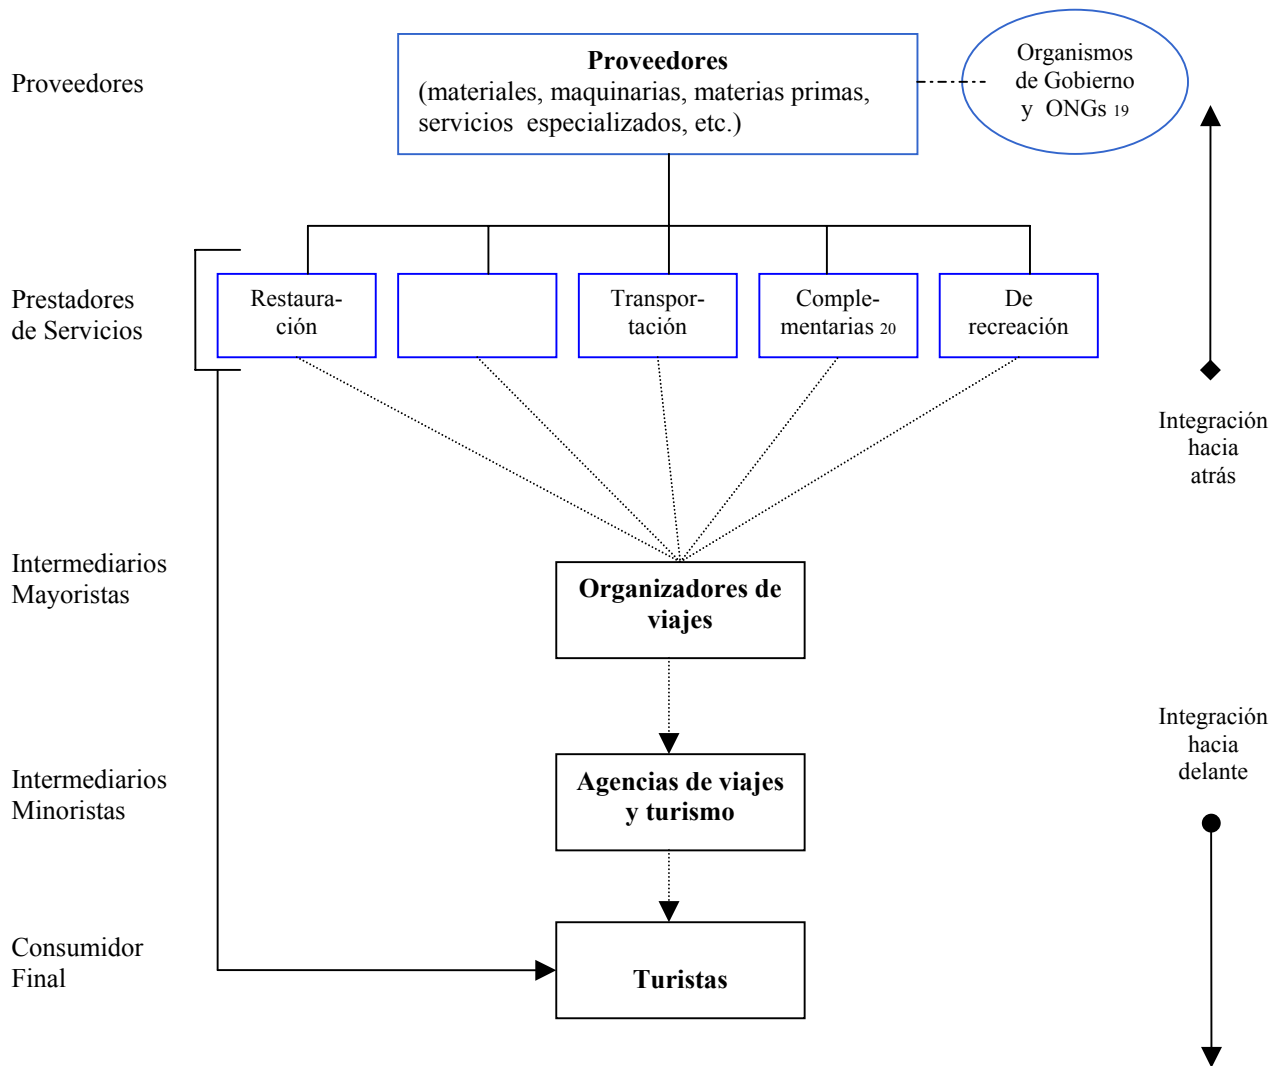 Proveedores
Proveedores
(materiales, maquinarias, materias primas,
servicios especializados, etc.)
Organismos
de Gobierno
y ONGs 19
Prestadores
de Servicios
Restaura-
ción
Transpor-
tación
Comple-
mentarias 20
De
recreación
Integración
hacia
atrás
Intermediarios
Mayoristas
Organizadores de
viajes
Integración
hacia
delante
Intermediarios
Minoristas
Agencias de viajes
y turismo
Consumidor
Final
Turistas